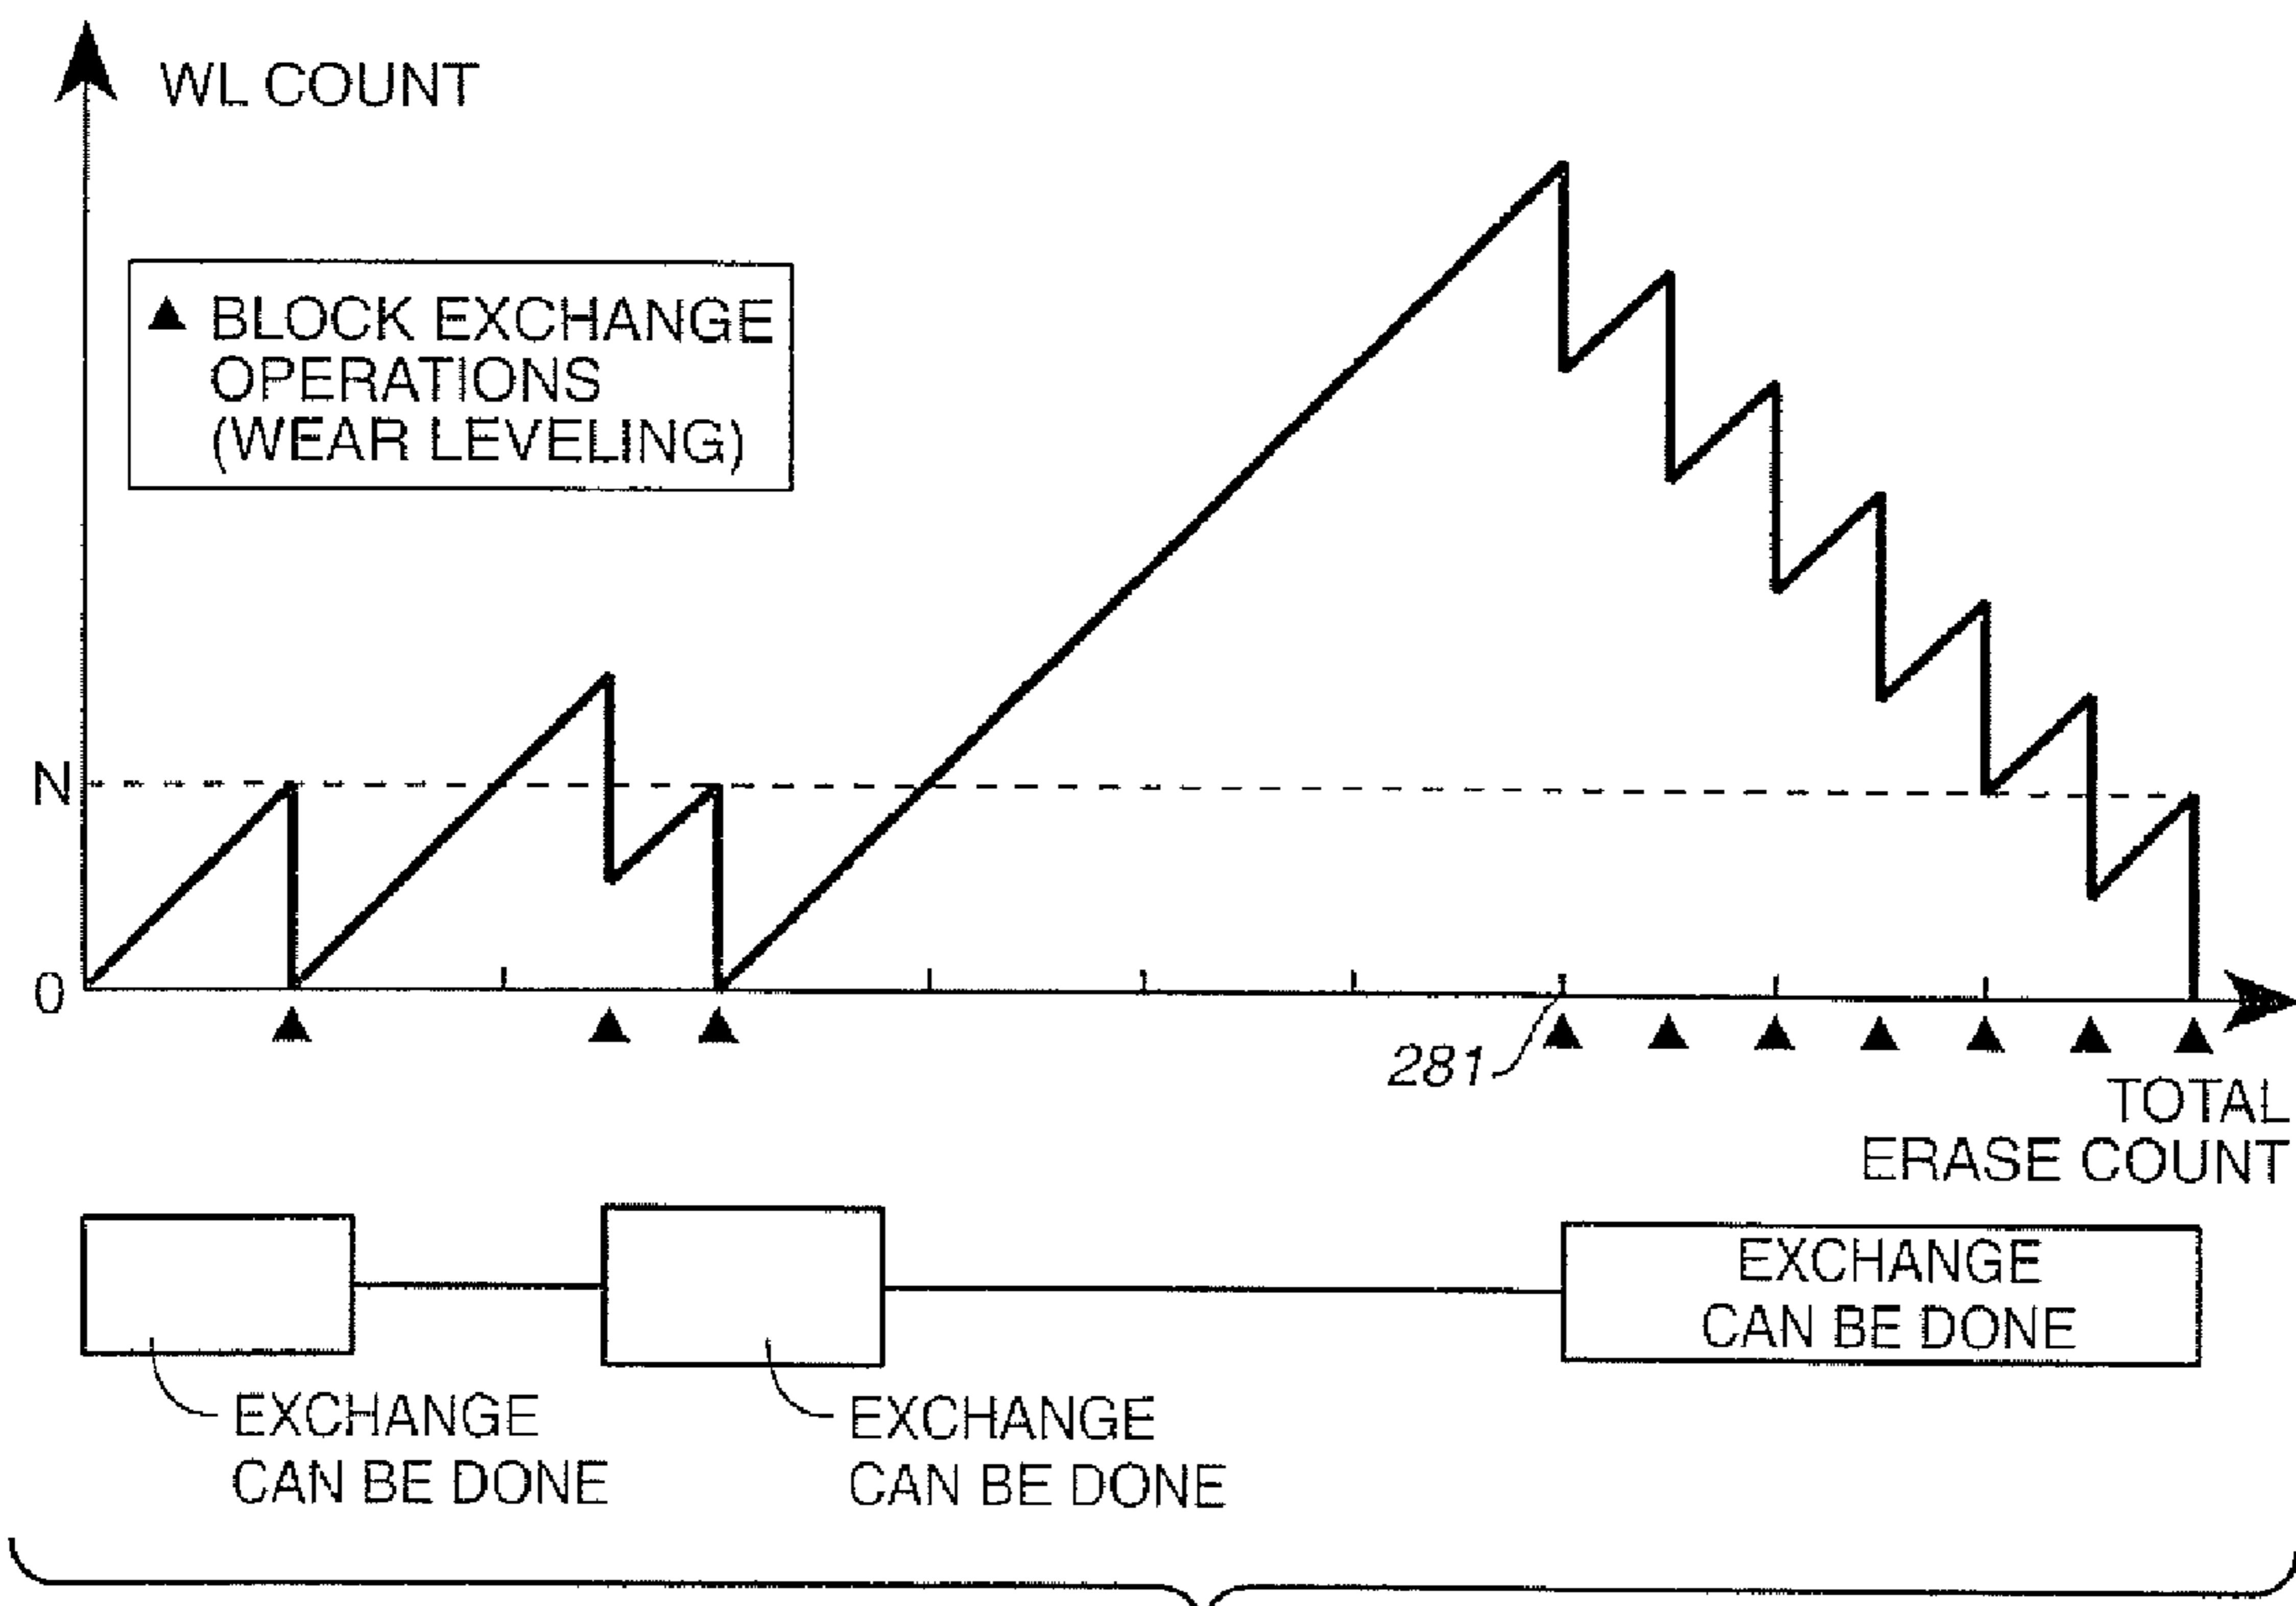 WL COUNT
▲ BLOCK EXCHANGE
OPERATIONS
(WEAR LEVELING)
N
0
281
TOTAL
ERASE COUNT
EXCHANGE
CAN BE DONE
EXCHANGE
CAN BE DONE
EXCHANGE
CAN BE DONE